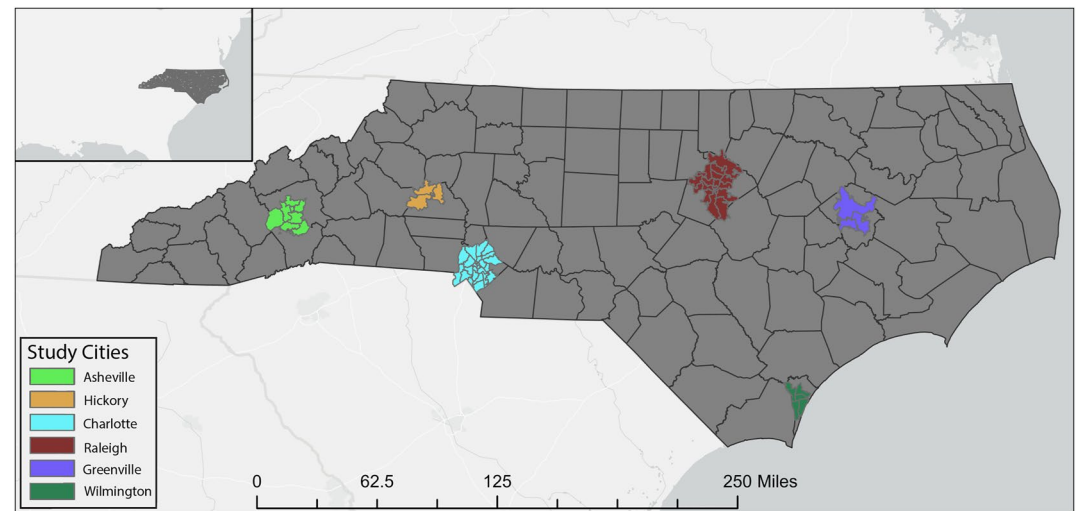 Study Cities
Asheville
Hickory
Charlotte
Raleigh
Greenville
Wilmington
0 62.5 125 250 Miles